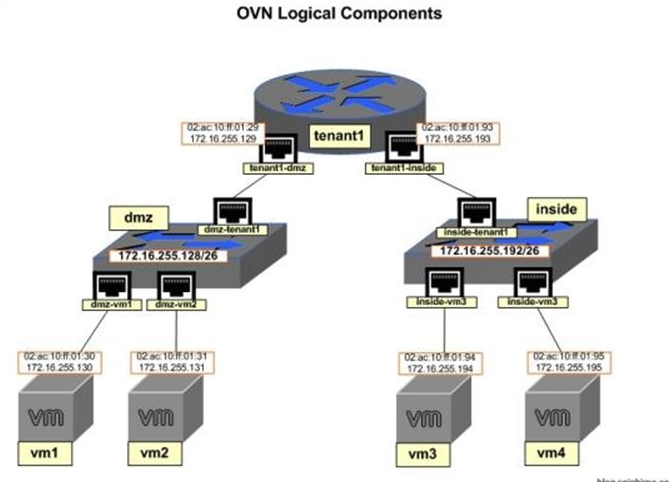 OVN Logical Components
02:ac:10:ff:01:29
172.16.255.129
tenant1
02:ac:10:ff:01:93
172.16.255.193
tenant1-dmz
tenant1-inside
dmz
dmz-tenant1
inside-tenant1
inside
172.16.255.128/26
172.16.255.192/26
dmz-vm1
dmz-vm2
inside-vm3
inside-vm3
02:ac:10:ff:01:30
172.16.255.130
02:ac:10:ff:01:31
172.16.255.131
02:ac:10:ff:01:94
172.16.255.194
02:ac:10:ff:01:95
172.16.255.195
vm
vm
vm
vm
vm1
vm2
vm3
vm4